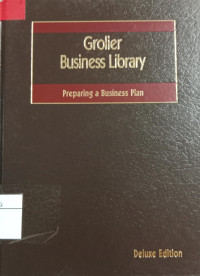 Grolier
Business Library
Preparing a Business Plan
Deluxe Edition